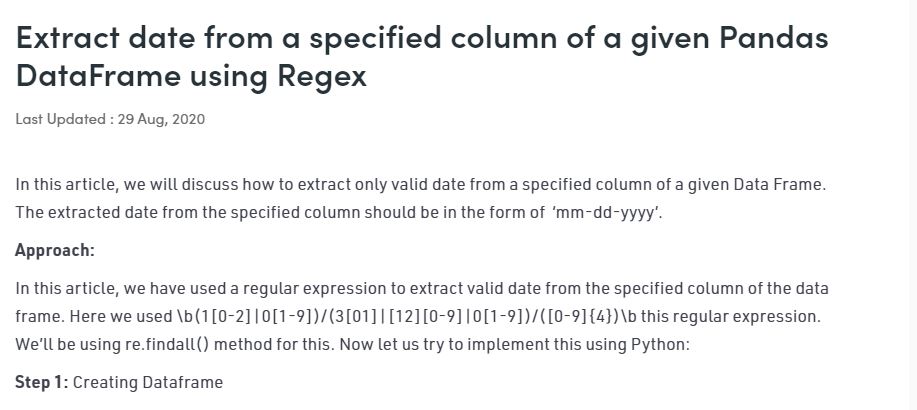 Extract date from a specified column of a given Pandas
DataFrame using Regex
Last Updated : 29 Aug, 2020
In this article, we will discuss how to extract only valid date from a specified column of a given Data Frame.
The extracted date from the specified column should be in the form of ‘mm-dd-yyyy’.
Approach:
In this article, we have used a regular expression to extract valid date from the specified column of the data
frame. Here we used \b(1[0-2]|0[1-9])/(3[01]|[12][0-9]|0[1-9])/([0-9]{4})\b this regular expression.
We’ll be using re.findall() method for this. Now let us try to implement this using Python:
Step 1: Creating Dataframe